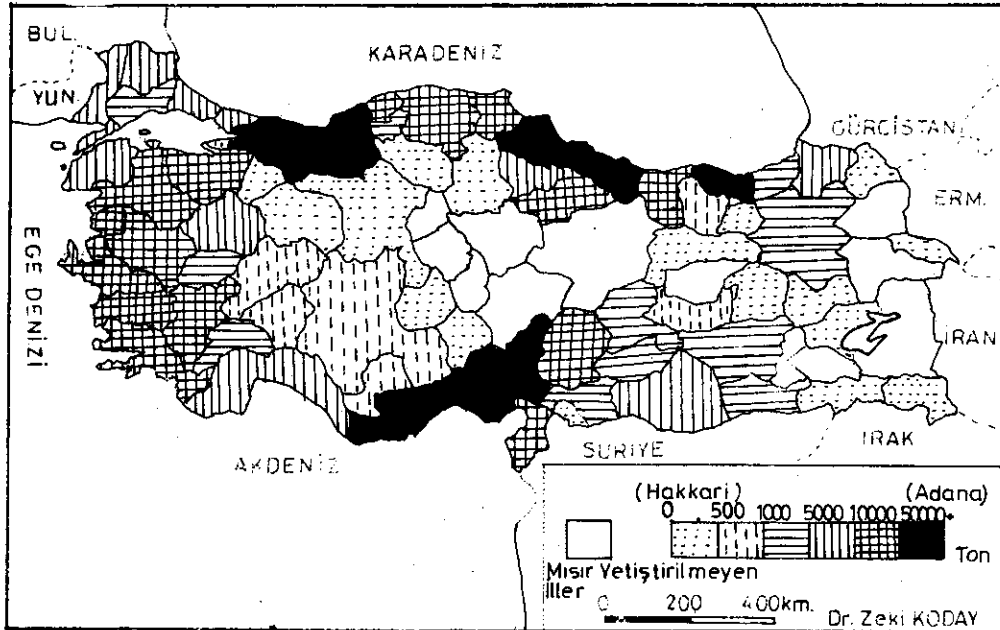 BUL.
KARADENİZ
YUN.
GÜRCİSTAN
ERM.
EGE DENİZİ
İRAN
SURİYE
IRAK
AKDENİZ
(Hakkari) (Adana)
0 500 1000 5000 10000 50000+
Ton
Mısır Yetiştirilmeyen
İller
0 200 400km.
Dr. Zeki KODAY